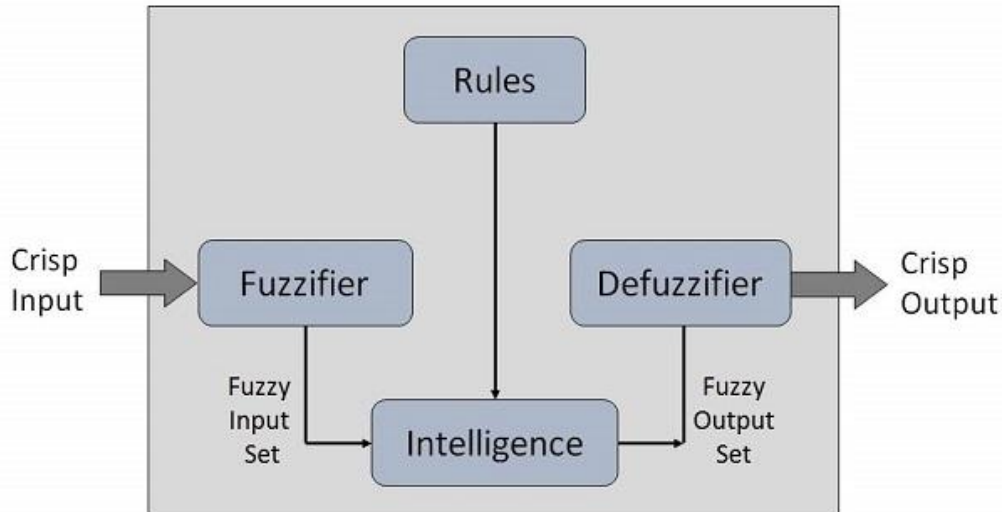 Rules
Crisp
Input
Fuzzifier
Defuzzifier
Crisp
Output
Fuzzy
Input
Set
Intelligence
Fuzzy
Output
Set